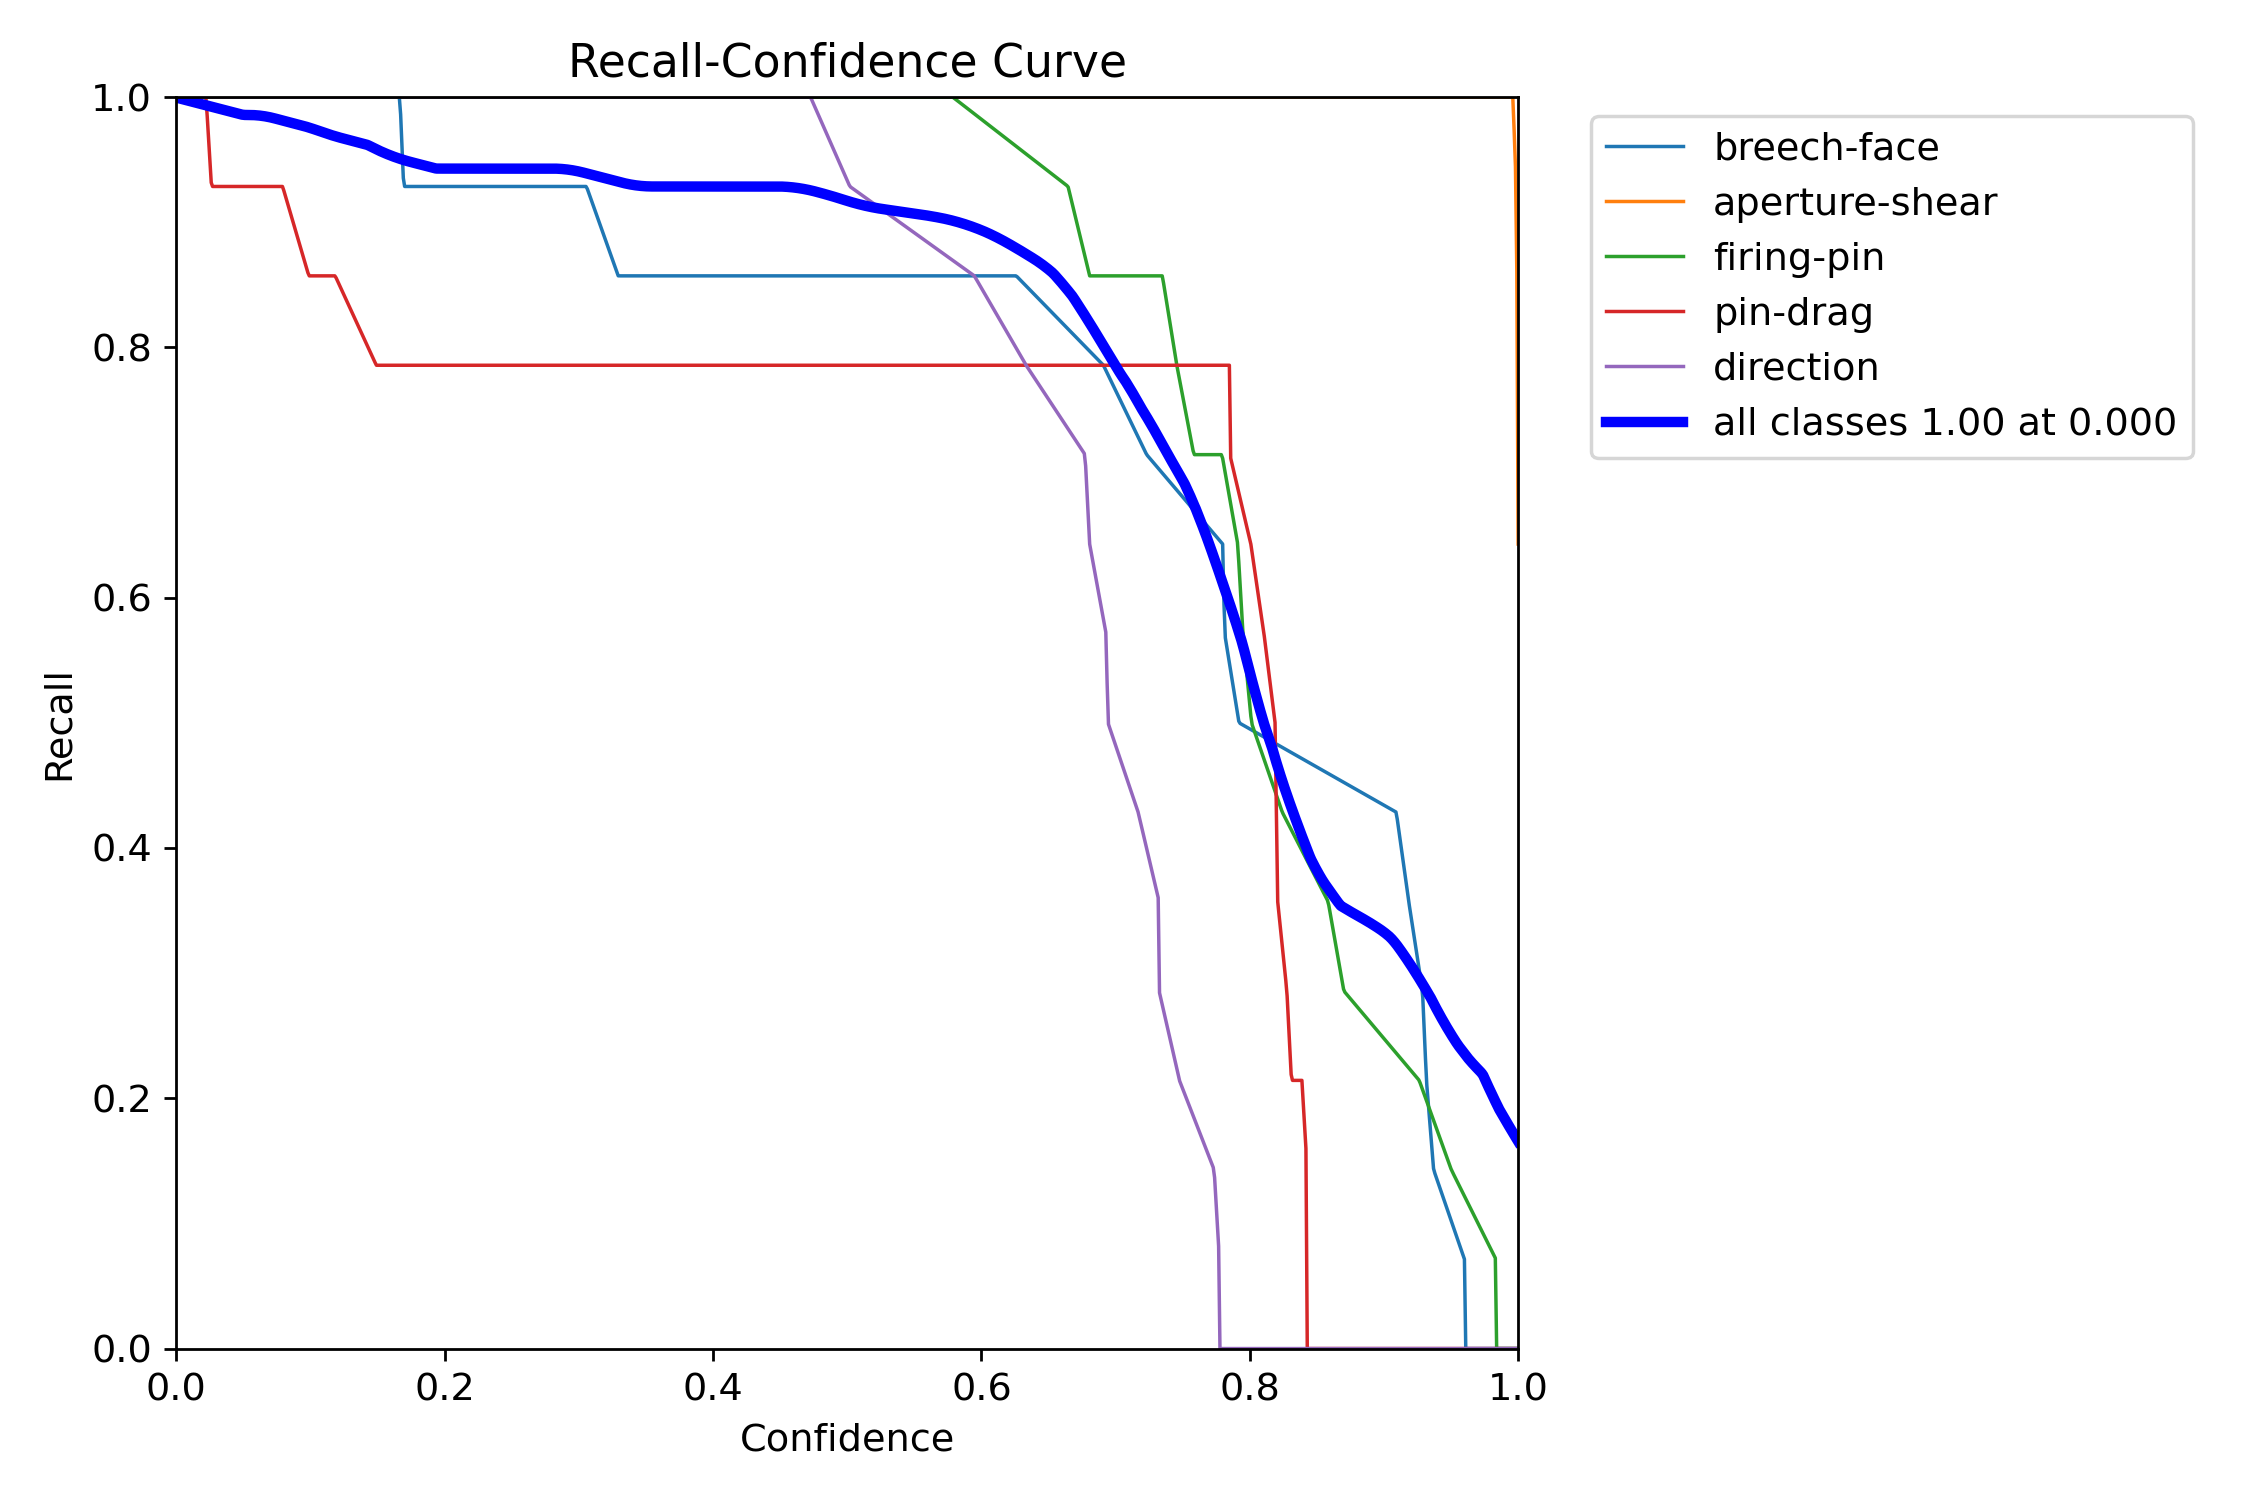 Recall-Confidence Curve
1.0
0.8
0.6
0.4
0.2
0.0
Recall
0.0 0.2 0.4 0.6 0.8 1.0
Confidence
breech-face
aperture-shear
firing-pin
pin-drag
direction
all classes 1.00 at 0.000